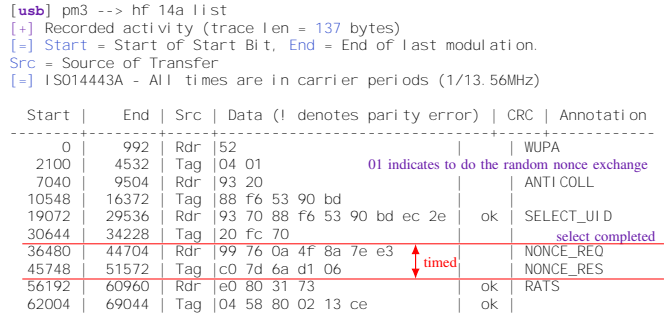 [usb] pm3 --> hf 14a list
[+] Recorded activity (trace len = 137 bytes)
[=] Start = Start of Start Bit, End = End of last modulation.
Src = Source of Transfer
[=] ISO14443A - All times are in carrier periods (1/13.56MHz)
Start | End | Src | Data (! denotes parity error) | CRC | Annotation
--------+--------+-----+-------------------------+-----+-------------
0 | 992 | Rdr |52 | | WUPA
2100 | 4532 | Tag |04 01 01 indicates to do the random nonce exchange
7040 | 9504 | Rdr |93 20 | | ANTICOLL
10548 | 16372 | Tag |88 f6 53 90 bd | |
19072 | 29536 | Rdr |93 70 88 f6 53 90 bd ec 2e | ok | SELECT_UID
30644 | 34228 | Tag |20 fc 70 | | select completed
36480 | 44704 | Rdr |99 76 0a 4f 8a 7e e3 | | NONCE_REQ
timed
45748 | 51572 | Tag |c0 7d 6a d1 06 | | NONCE_RES
56192 | 60960 | Rdr |e0 80 31 73 | ok | RATS
62004 | 69044 | Tag |04 58 80 02 13 ce | ok |